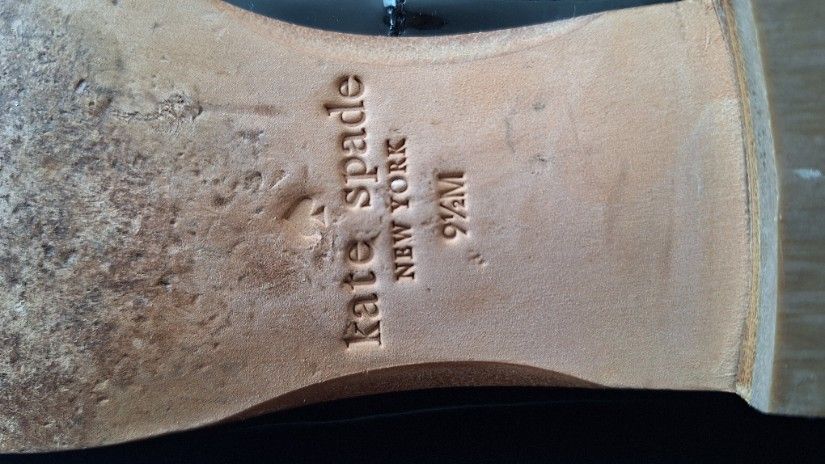 kate spade
NEW YORK
9½M